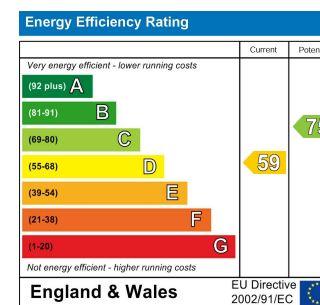 Energy Efficiency Rating
Current
Very energy efficient - lower running costs
(92 plus) A
(81-91) B
(69-80) C
(55-68) D
59
(39-54) E
(21-38) F
(1-20) G
Not energy efficient - higher running costs
England & Wales
EU Directive
2002/91/EC